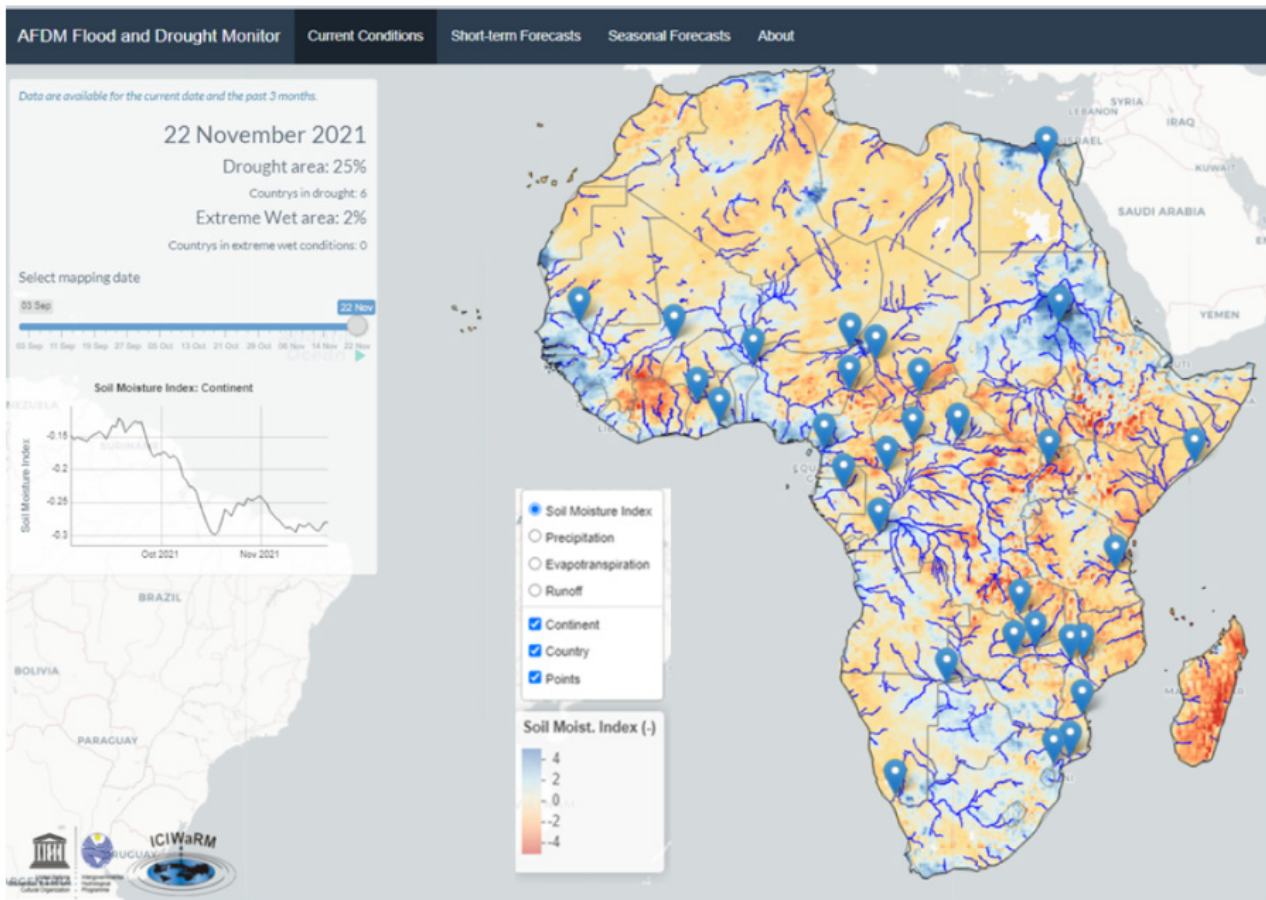 AFDM Flood and Drought Monitor
Current Conditions
Short-term Forecasts
Seasonal Forecasts
About
Data are available for the current date and the past 3 months.
22 November 2021
Drought area: 25%
Countrys in drought: 6
Extreme Wet area: 2%
Countrys in extreme wet conditions: 0
Select mapping date
03 Sep
22 Nov
03 Sep 11 Sep 19 Sep 27 Sep 05 Oct 13 Oct 21 Oct 29 Oct 06 Nov 14 Nov 22 Nov
Ocean
Soil Moisture Index: Continent
Soil Moisture Index
-0.15
-0.2
-0.25
-0.3
Oct 2021
Nov 2021
SURINAME
BRAZIL
BOLIVIA
PARAGUAY
Soil Moisture Index
Precipitation
Evapotranspiration
Runoff
Continent
Country
Points
Soil Moist. Index (-)
4
2
0
-2
-4
LEBANON
SYRIA
IRAQ
ISRAEL
KUWAIT
SAUDI ARABIA
YEMEN
ICIWaRM